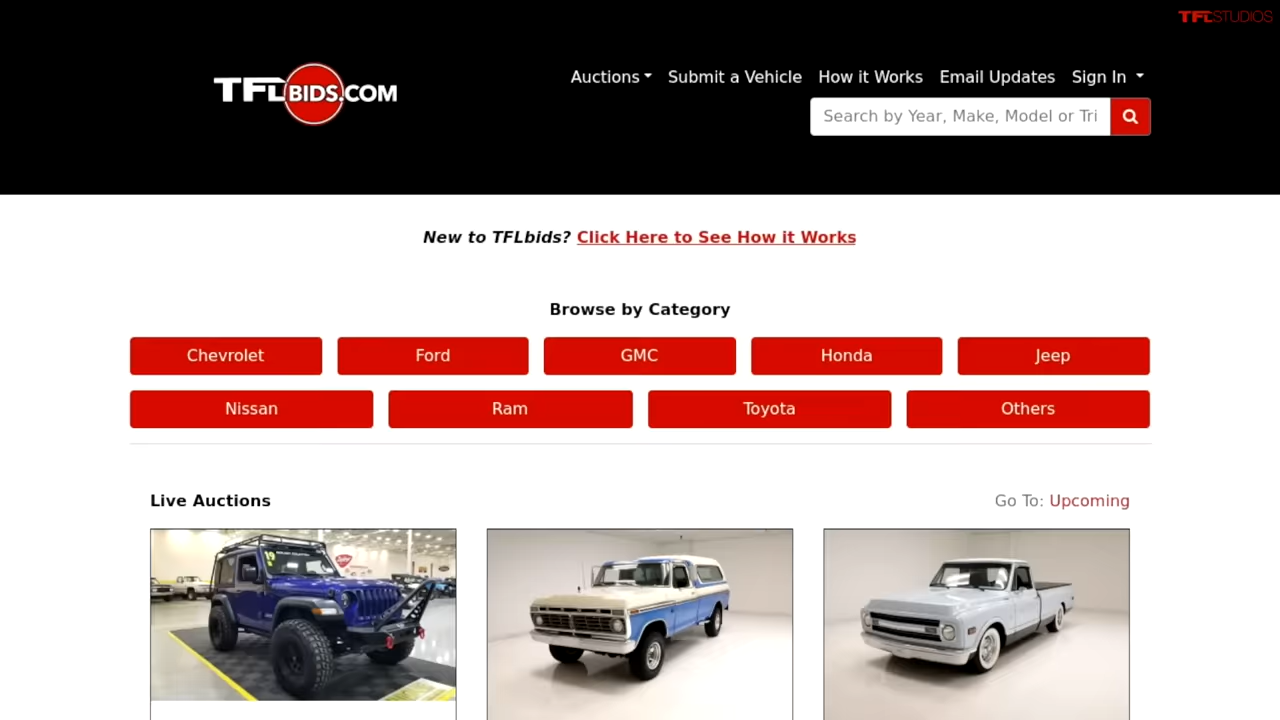 TFLSTUDIOS
TFLBIDS.COM
Auctions Submit a Vehicle How it Works Email Updates Sign In
Search by Year, Make, Model or Tri
New to TFLbids? Click Here to See How it Works
Browse by Category
Chevrolet Ford GMC Honda Jeep
Nissan Ram Toyota Others
Live Auctions Go To: Upcoming
19